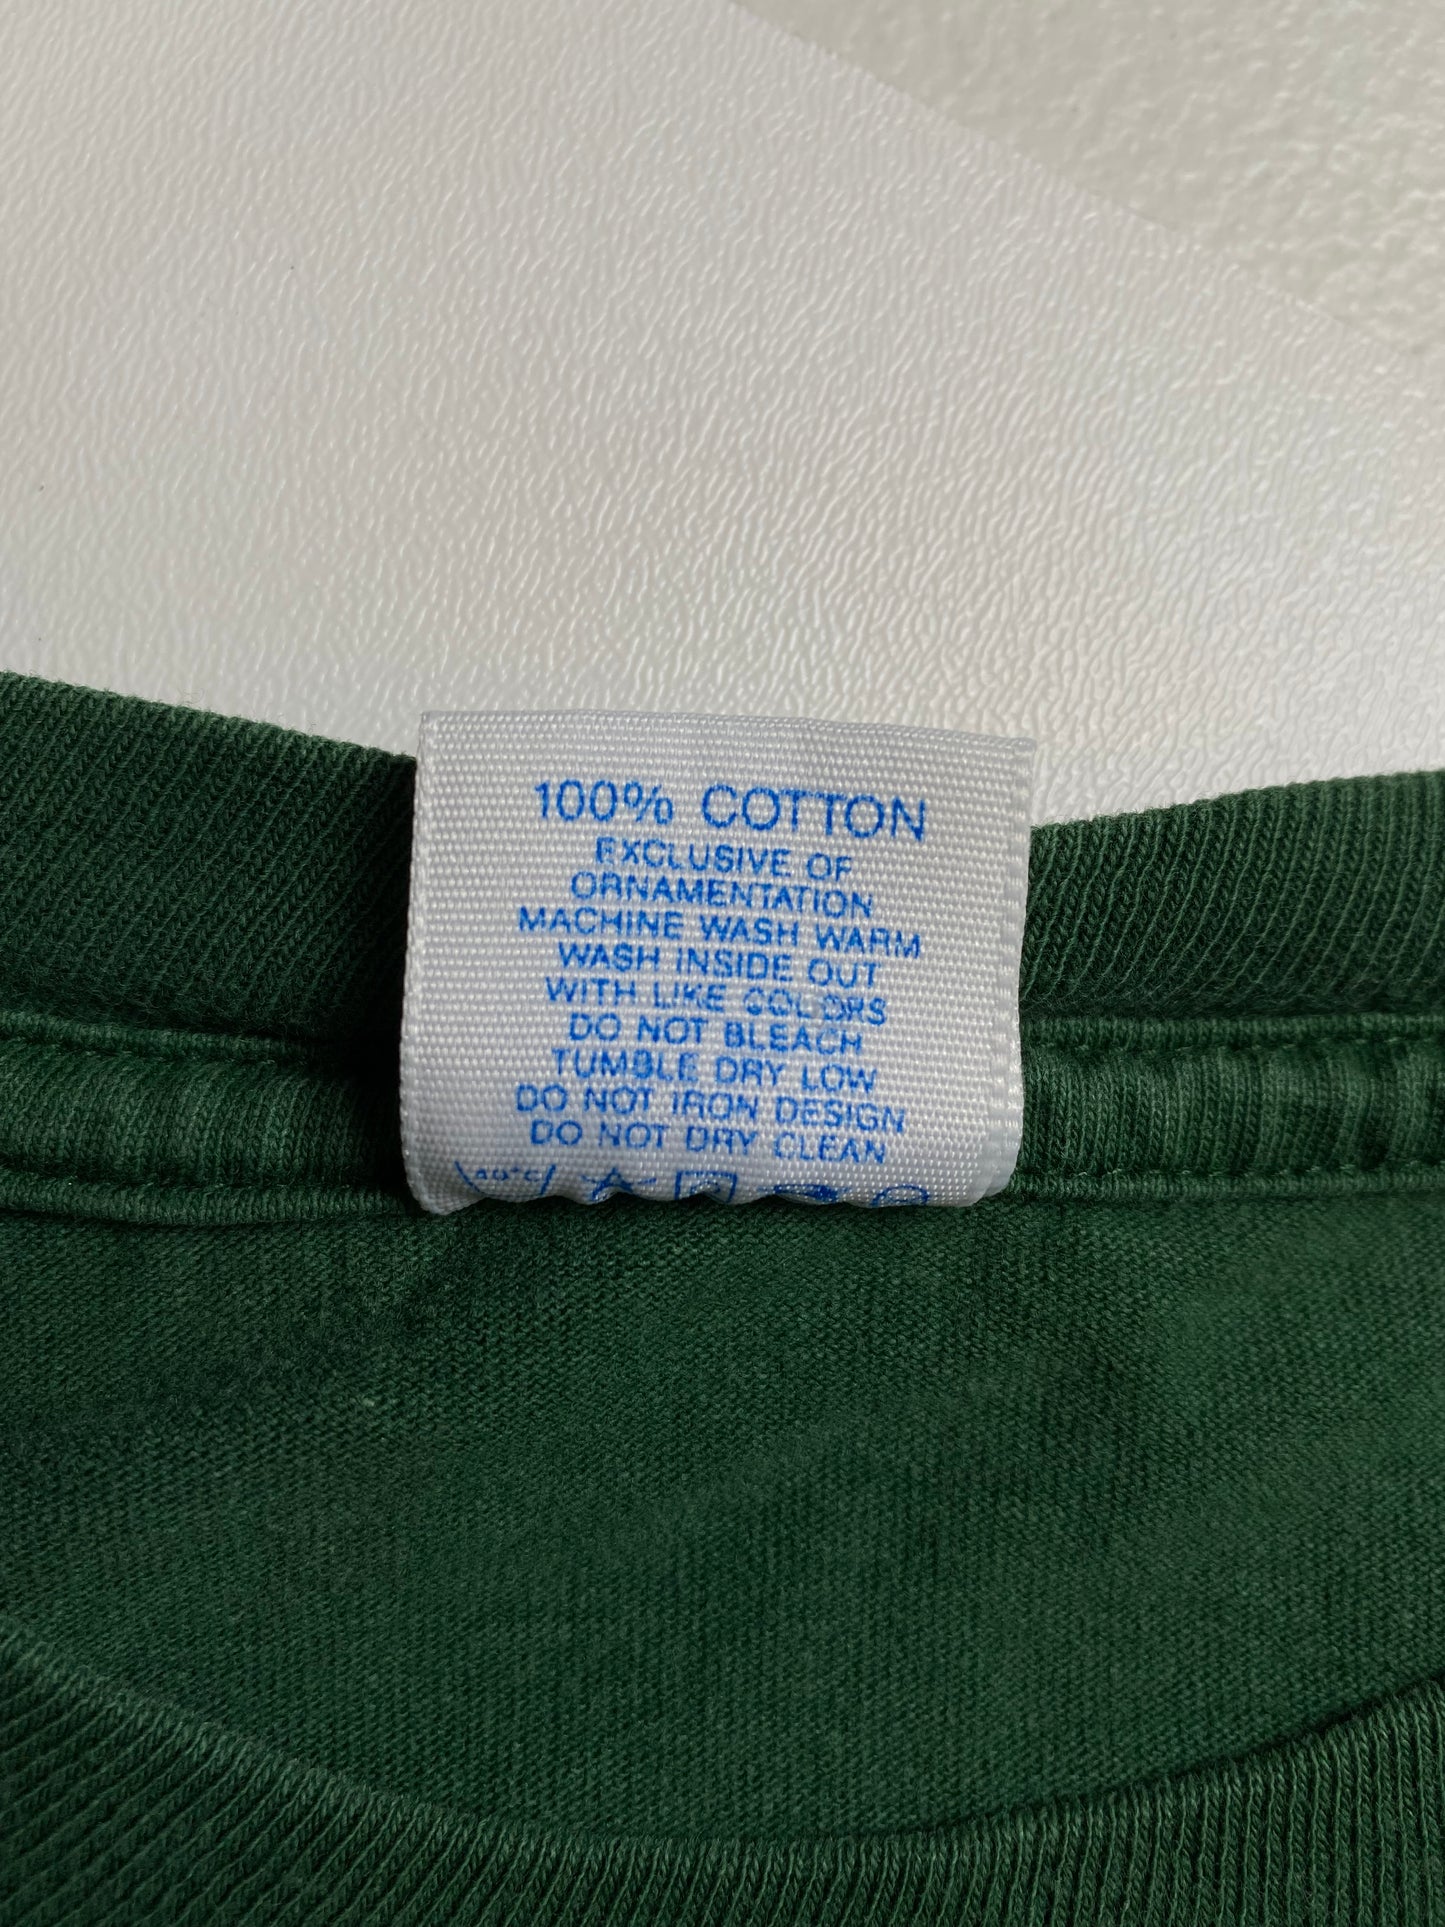 100% COTTON
EXCLUSIVE OF
ORNAMENTATION
MACHINE WASH WARM
WASH INSIDE OUT
WITH LIKE COLORS
DO NOT BLEACH
TUMBLE DRY LOW
DO NOT IRON DESIGN
DO NOT DRY CLEAN
40°C